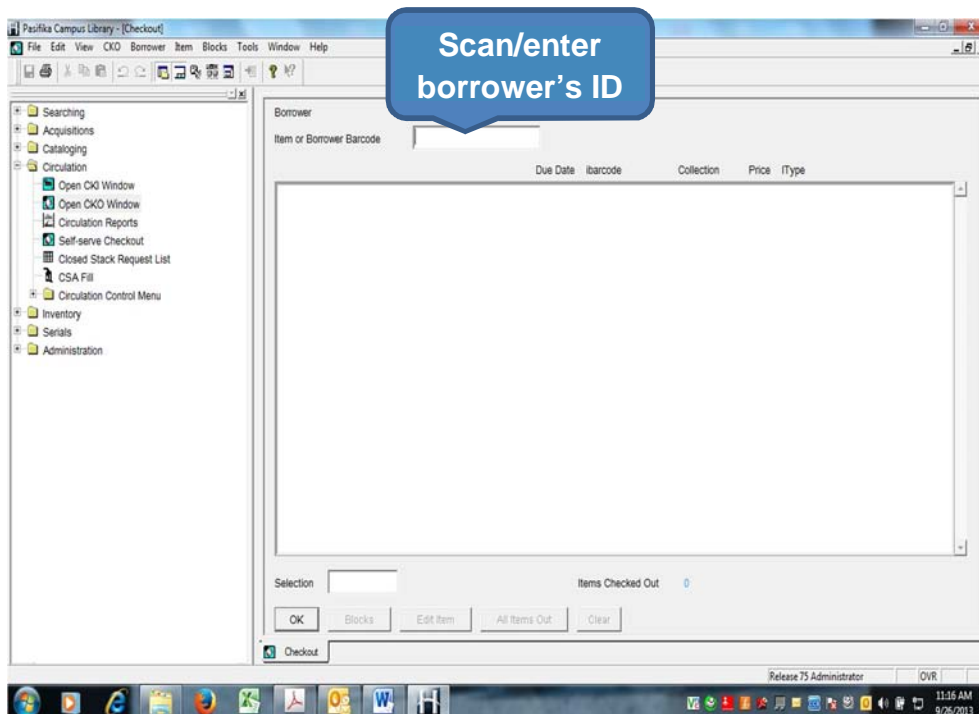 Pasifika Campus Library - [Checkout]
File Edit View CKO Borrower Item Blocks Tools Window Help
Scan/enter
borrower's ID
Searching
Acquisitions
Cataloging
Circulation
Open CKI Window
Open CKO Window
Circulation Reports
Self-serve Checkout
Closed Stack Request List
CSA Fill
Circulation Control Menu
Inventory
Serials
Administration
Borrower
Item or Borrower Barcode
Due Date ibarcode Collection Price IType
Selection
Items Checked Out 0
OK Blocks Edit Item All Items Out Clear
Checkout
Release 75 Administrator OVR
11:16 AM
9/26/2013